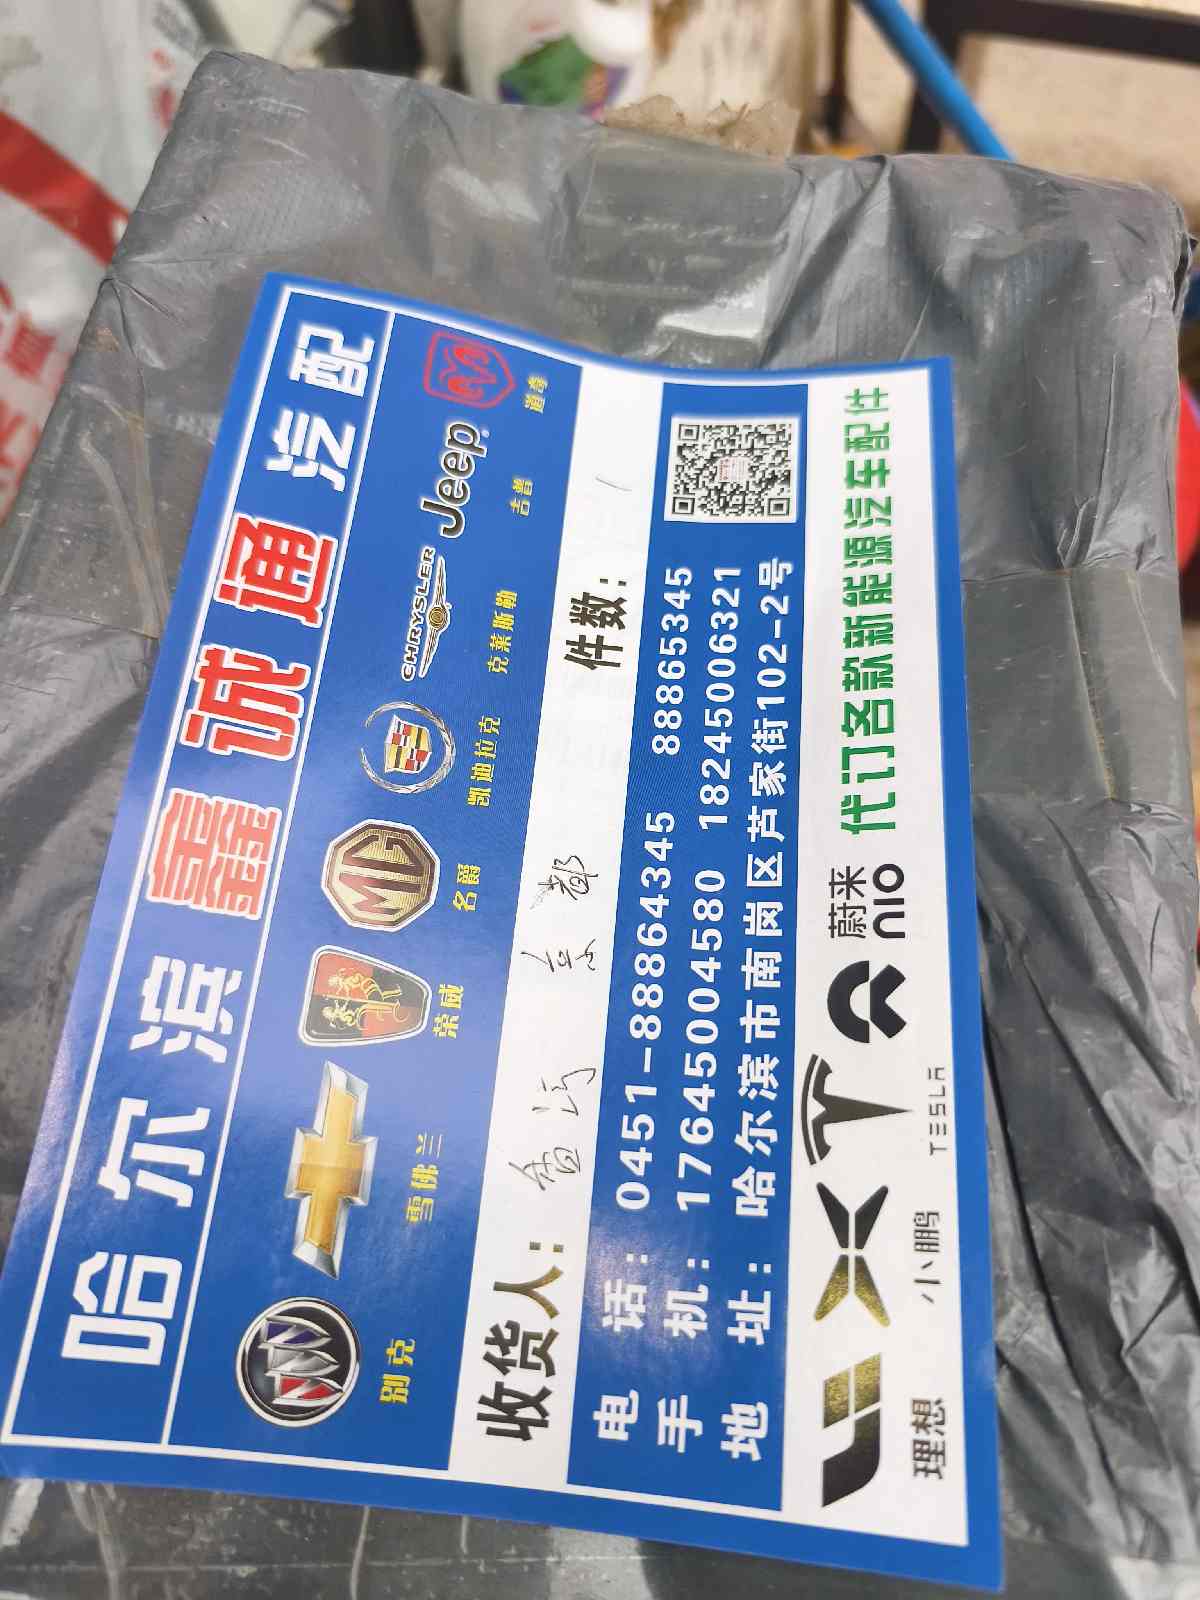 哈尔滨鑫诚通汽配
别克 雪佛兰 荣威 名爵 凯迪拉克 克莱斯勒 吉普 道奇
MG CHRYSLER Jeep
收货人: 京都 件数: 1
电话: 0451-88864345 88865345
手机: 17645004580 18245006321
地址: 哈尔滨市南岗区芦家街102-2号
理想 小鹏 TESLA 蔚来 NIO 代订各款新能源汽车配件